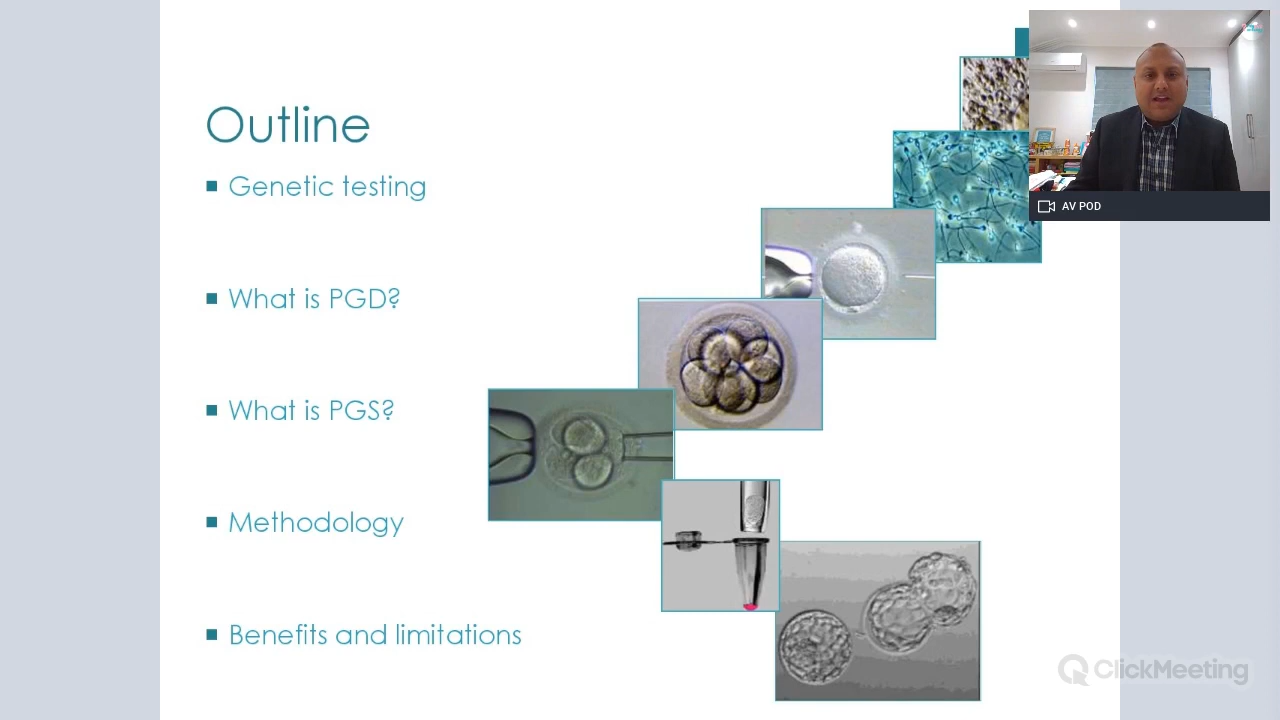 Outline
Genetic testing
What is PGD?
What is PGS?
Methodology
Benefits and limitations
AV POD
ClickMeeting